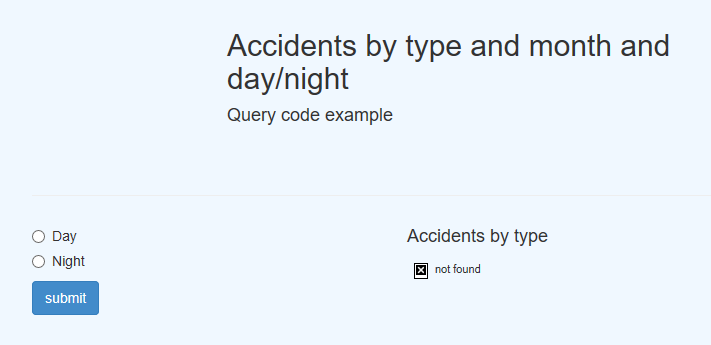 Accidents by type and month and
day/night
Query code example
Day
Night
submit
Accidents by type
not found